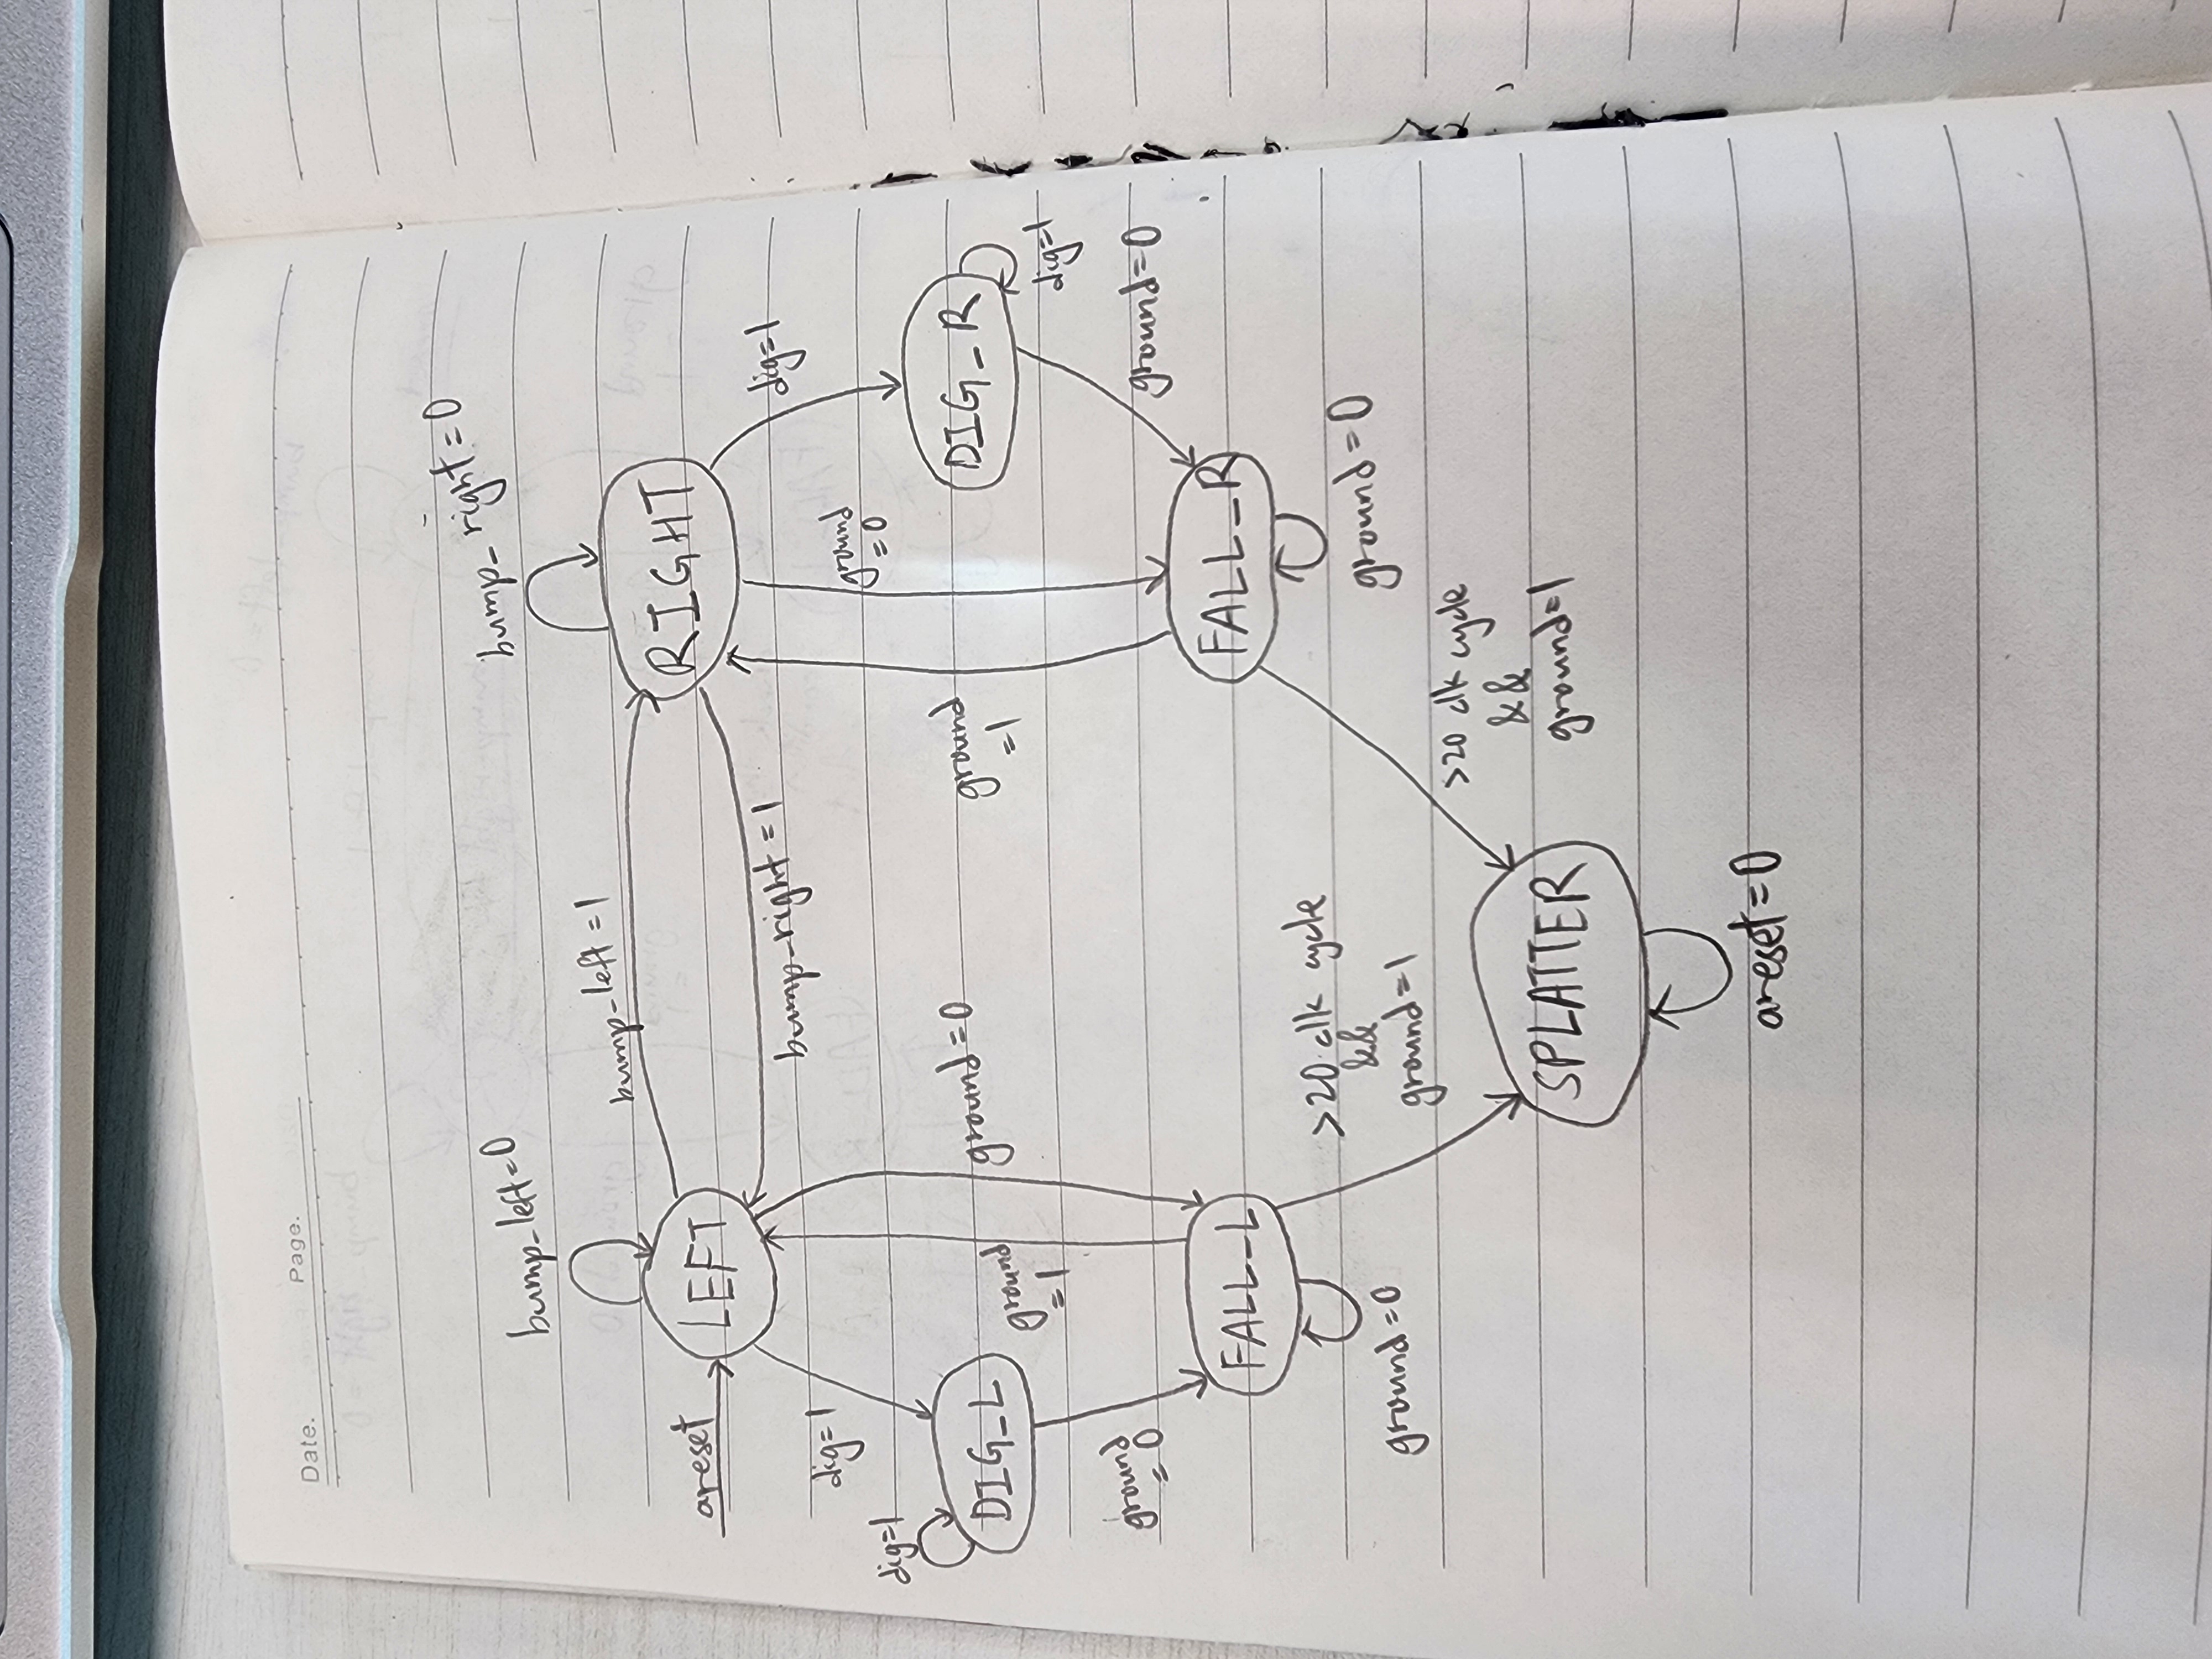 Date. Page.
bump_right=0
bump_left=0
bump_left=1
RIGHT
areset
LEFT
bump_right=1
dig=1
dig=1
ground
=0
dig=1
DIG_L
ground
=1
ground=0
ground
=1
DIG_R
dig=1
ground
=0
ground=0
FALL_L
FALL_R
>20 clk cycle
&&
ground=1
ground=0
ground=0
>20 clk cycle
&&
ground=1
SPLATTER
areset=0